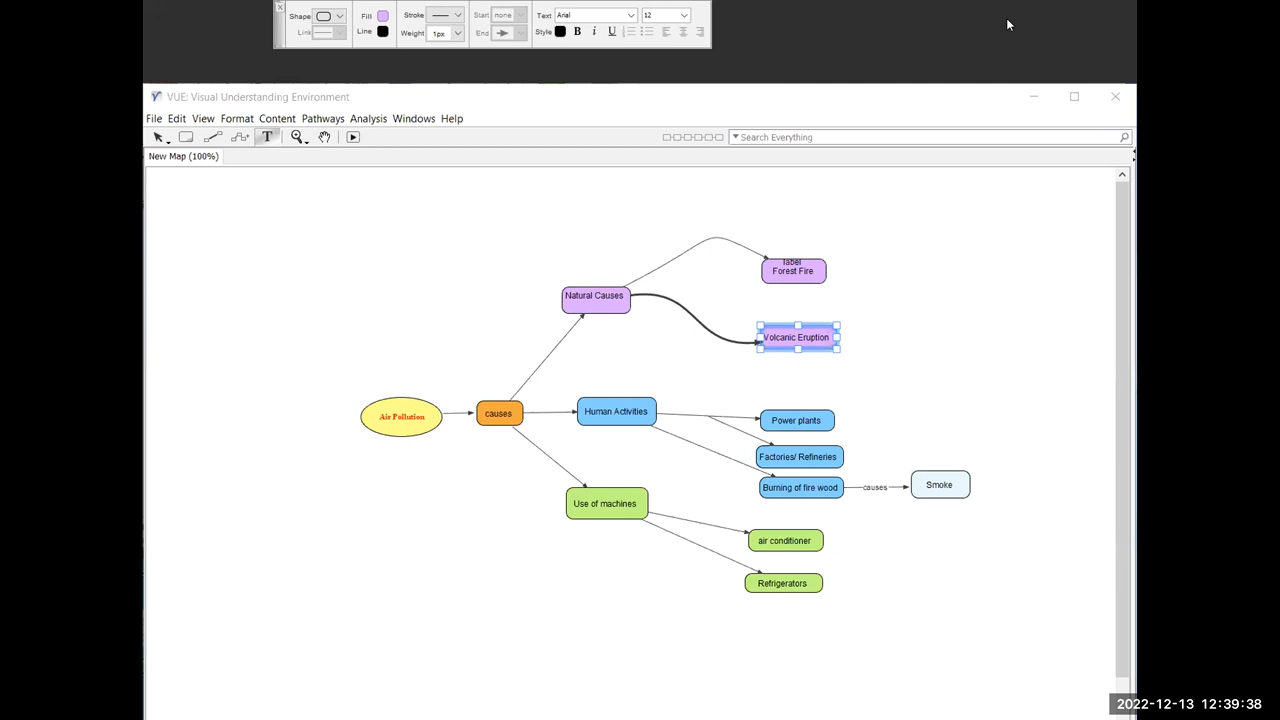 Shape: Fill Stroke Start none Text Arial 12
Link: Line Weight 1px End Style B i U
VUE: Visual Understanding Environment
File Edit View Format Content Pathways Analysis Windows Help
T Search Everything
New Map (100%)
label
Forest Fire
Natural Causes
Volcanic Eruption
Air Pollution
causes
Human Activities
Power plants
Factories/ Refineries
Burning of fire wood
causes
Smoke
Use of machines
air conditioner
Refrigerators
2022-12-13 12:39:38